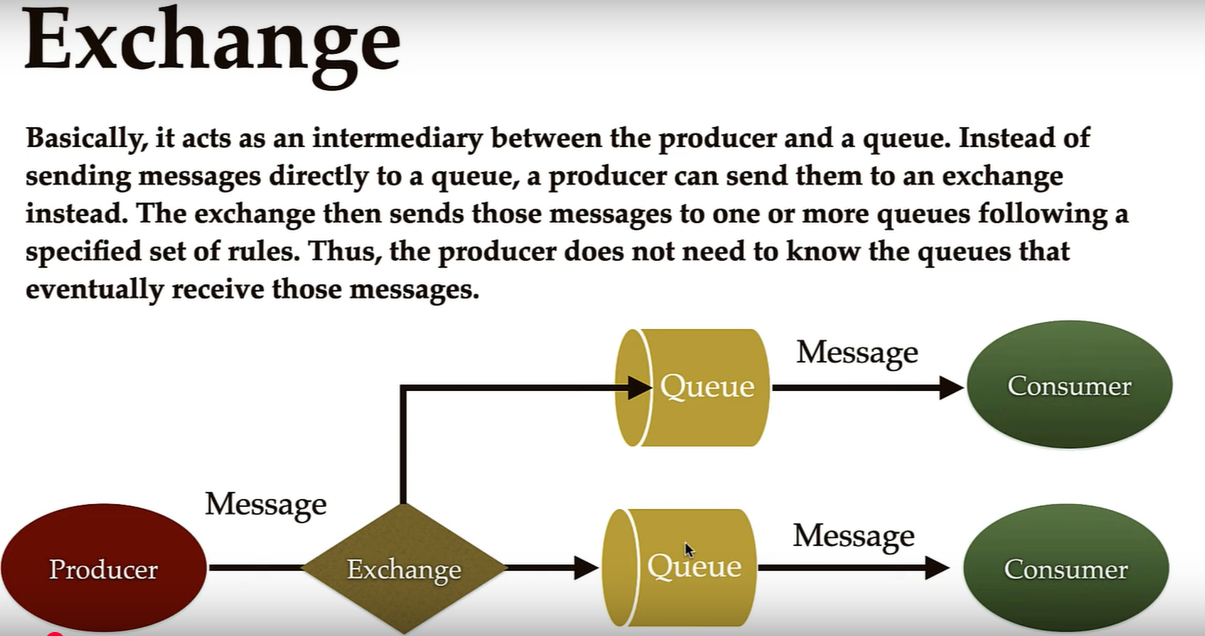 Exchange
Basically, it acts as an intermediary between the producer and a queue. Instead of
sending messages directly to a queue, a producer can send them to an exchange
instead. The exchange then sends those messages to one or more queues following a
specified set of rules. Thus, the producer does not need to know the queues that
eventually receive those messages.
Message
Queue
Consumer
Message
Message
Producer
Exchange
Queue
Consumer